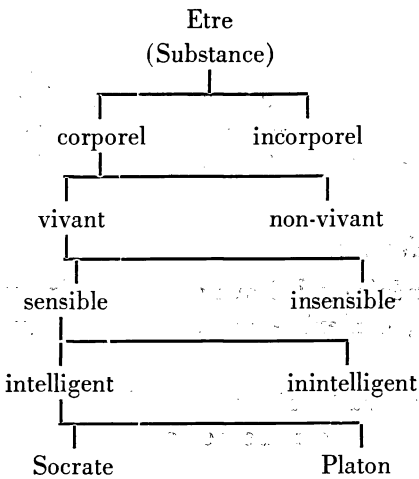 Etre
(Substance)
corporel incorporel
vivant non-vivant
sensible insensible
intelligent inintelligent
Socrate Platon